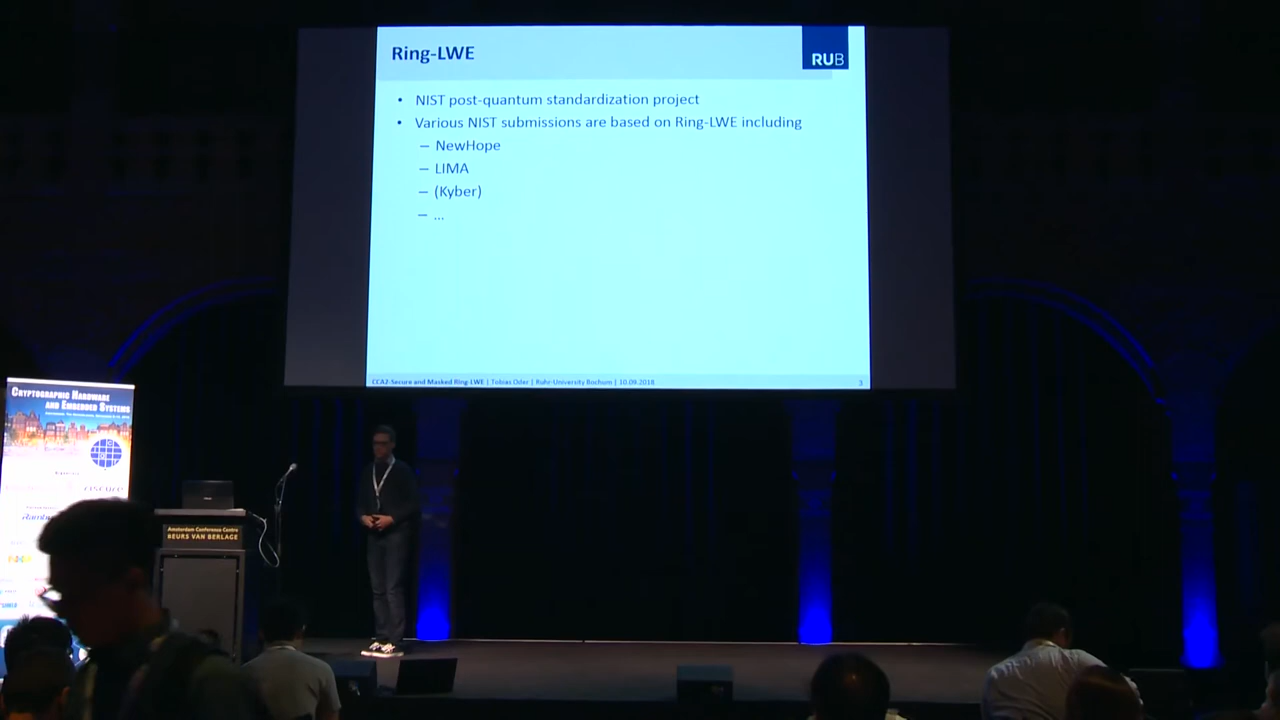 Ring-LWE
RUB
• NIST post-quantum standardization project
• Various NIST submissions are based on Ring-LWE including
– NewHope
– LIMA
– (Kyber)
– ...
CCA2-Secure and Masked Ring-LWE | Tobias Oder | Ruhr-University Bochum | 10.09.2018
3
Cryptographic Hardware
and Embedded Systems
riscure
Rambu
Amsterdam Conference Centre
BEURS VAN BERLAGE